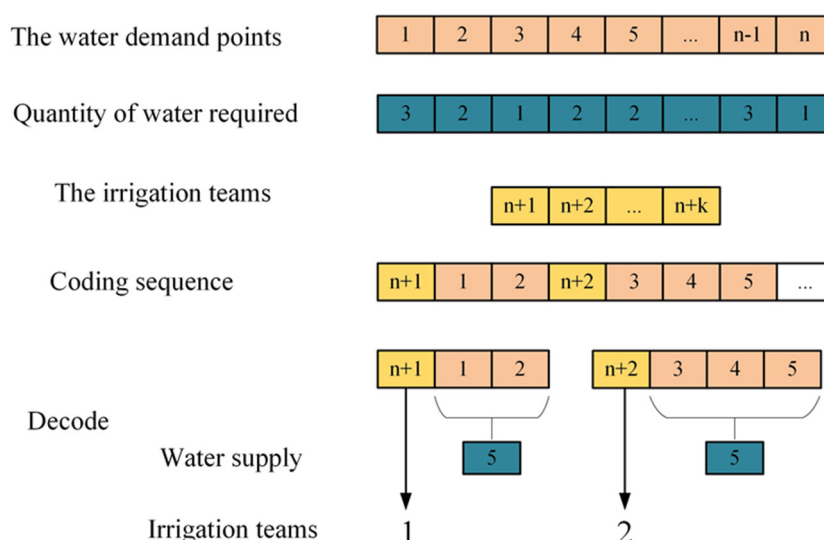 The water demand points 1 2 3 4 5 ... n-1 n
Quantity of water required 3 2 1 2 2 ... 3 1
The irrigation teams n+1 n+2 ... n+k
Coding sequence n+1 1 2 n+2 3 4 5 ...
n+1 1 2 n+2 3 4 5
Decode
Water supply 5 5
Irrigation teams 1 2